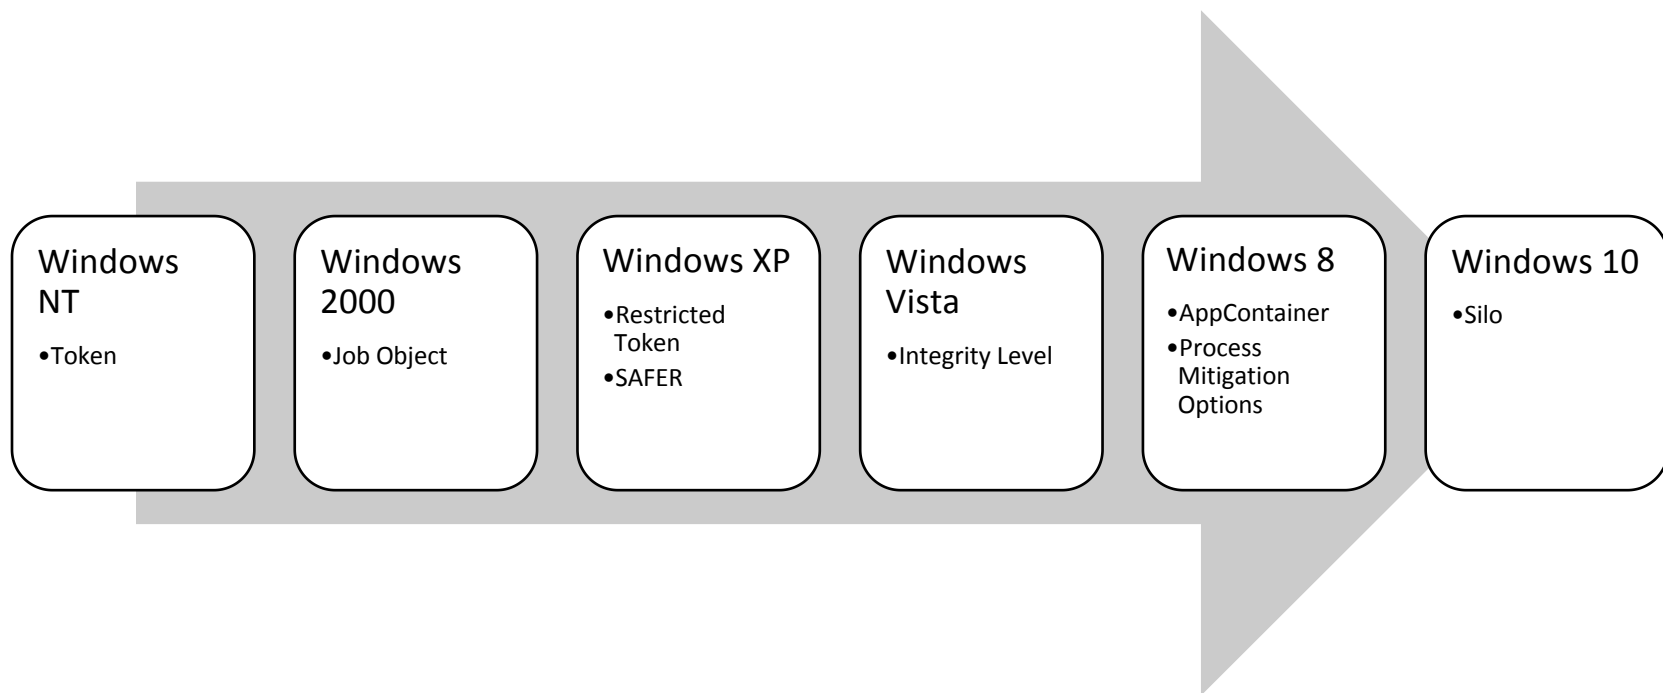 Windows
NT
•Token
Windows
2000
•Job Object
Windows XP
•Restricted
Token
•SAFER
Windows
Vista
•Integrity Level
Windows 8
•AppContainer
•Process
Mitigation
Options
Windows 10
•Silo